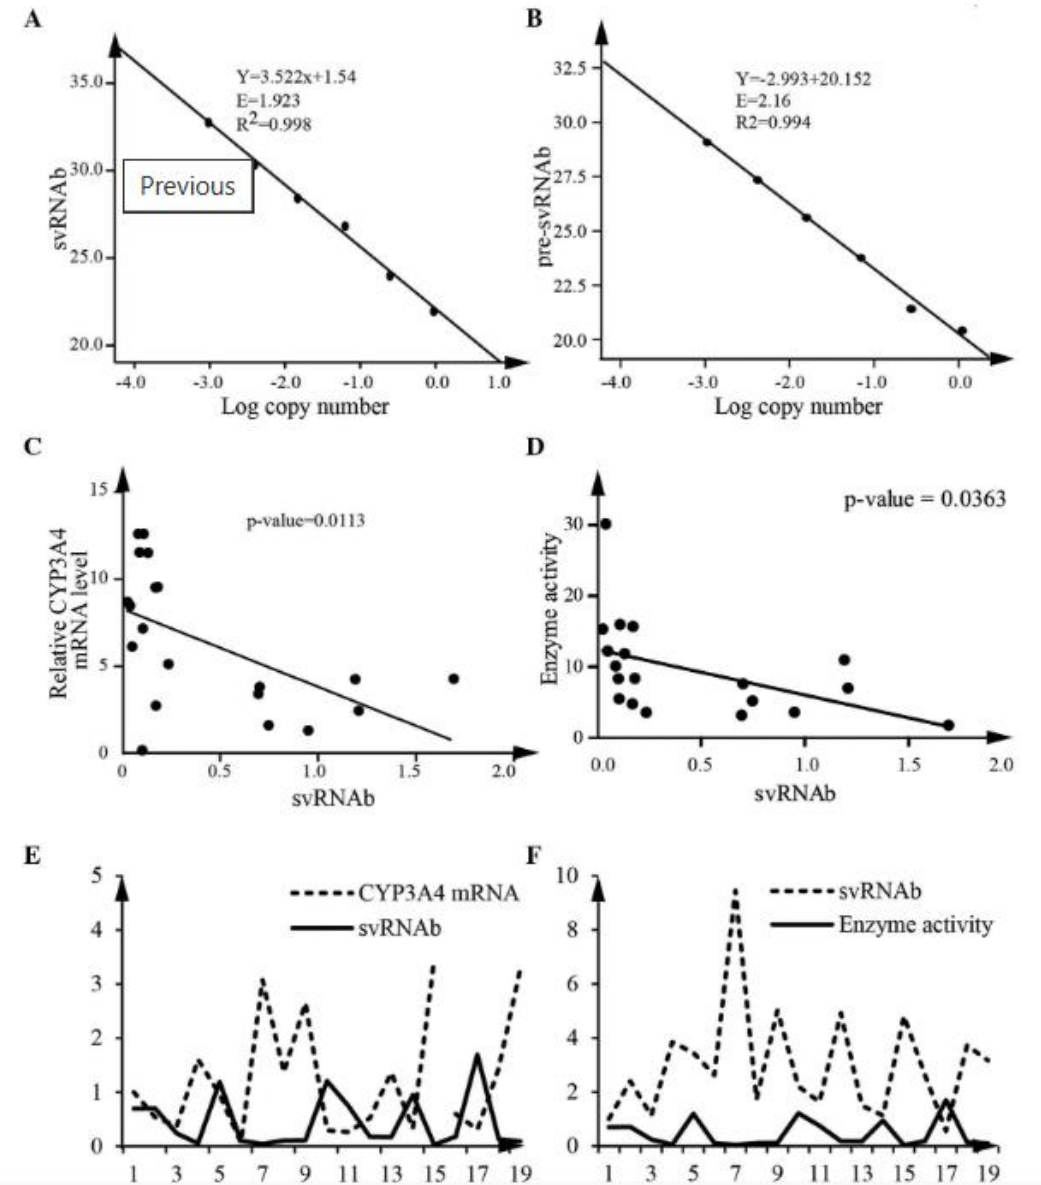 A
Y=3.522x+1.54
E=1.923
R2=0.998
35.0
30.0
25.0
20.0
svRNAb
Previous
-4.0 -3.0 -2.0 -1.0 0.0 1.0
Log copy number
B
Y=-2.993+20.152
E=2.16
R2=0.994
32.5
30.0
27.5
25.0
22.5
20.0
pre-svRNAb
-4.0 -3.0 -2.0 -1.0 0.0
Log copy number
C
p-value=0.0113
15
10
5
0
Relative CYP3A4
mRNA level
0 0.5 1.0 1.5 2.0
svRNAb
D
p-value = 0.0363
30
20
10
0
Enzyme activity
0.0 0.5 1.0 1.5 2.0
svRNAb
E
CYP3A4 mRNA
svRNAb
5
4
3
2
1
0
1 3 5 7 9 11 13 15 17 19
F
svRNAb
Enzyme activity
10
8
6
4
2
0
1 3 5 7 9 11 13 15 17 19